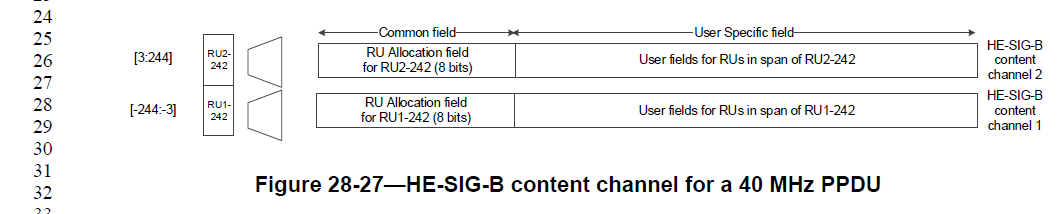 24
25
26
27
28
29
30
31
32
Common field
User Specific field
[3:244]
RU2-
242
RU Allocation field
for RU2-242 (8 bits)
User fields for RUs in span of RU2-242
HE-SIG-B
content
channel 2
[-244:-3]
RU1-
242
RU Allocation field
for RU1-242 (8 bits)
User fields for RUs in span of RU1-242
HE-SIG-B
content
channel 1
Figure 28-27—HE-SIG-B content channel for a 40 MHz PPDU